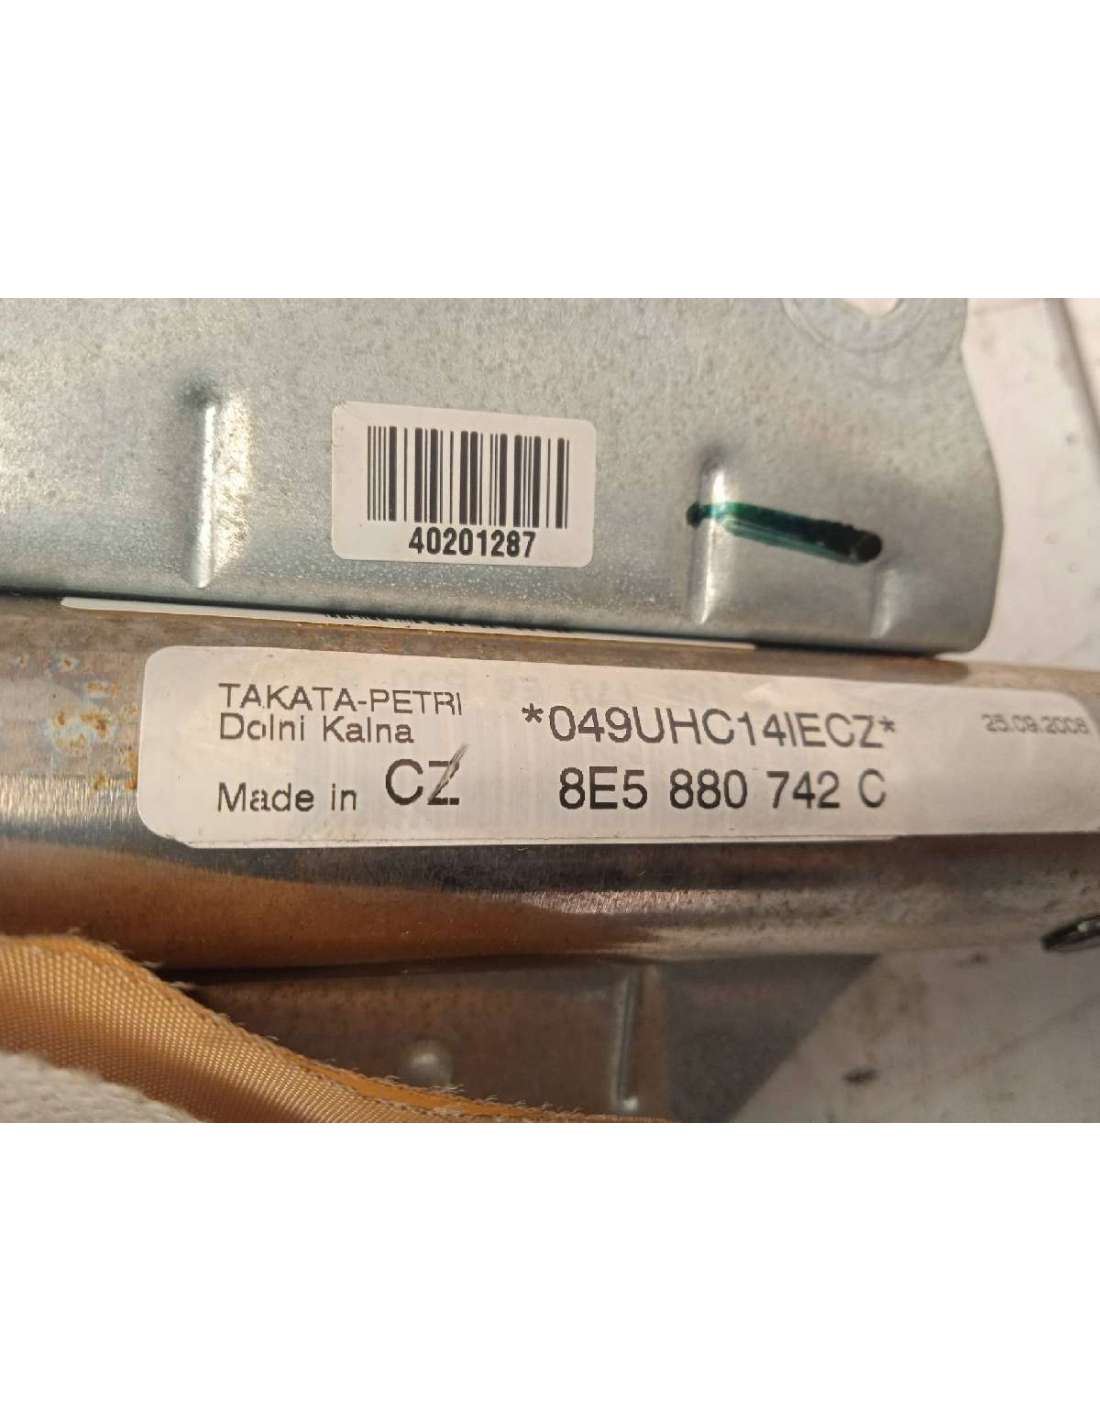 40201287
TAKATA-PETRI
Dolni Kalna
*049UHC14IECZ*
25.09.2008
Made in CZ
8E5 880 742 C